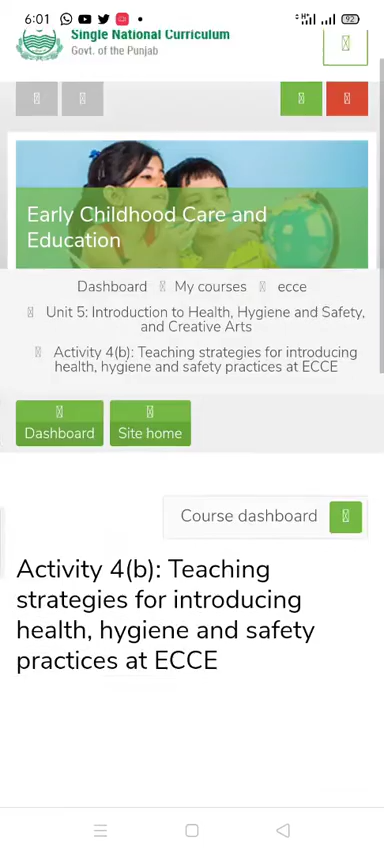 6:01
92
Single National Curriculum
Govt. of the Punjab
Early Childhood Care and
Education
Dashboard My courses ecce
Unit 5: Introduction to Health, Hygiene and Safety,
and Creative Arts
Activity 4(b): Teaching strategies for introducing
health, hygiene and safety practices at ECCE
Dashboard
Site home
Course dashboard
Activity 4(b): Teaching
strategies for introducing
health, hygiene and safety
practices at ECCE